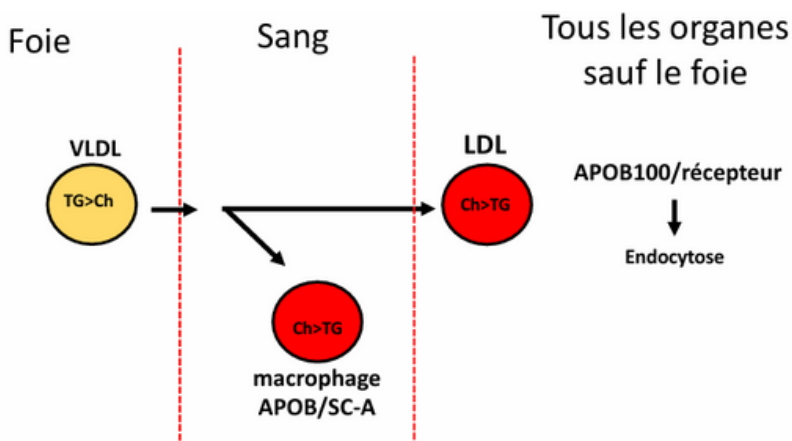 Foie
Sang
Tous les organes
sauf le foie
VLDL
TG>Ch
LDL
Ch>TG
APOB100/récepteur
Endocytose
Ch>TG
macrophage
APOB/SC-A